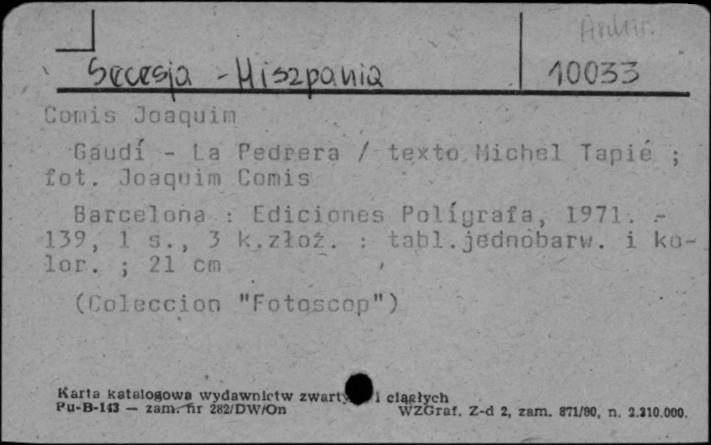 Archit.
Secesja - Hiszpania 10033
Comis Joaquim
Gaudí - La Pedrera / texto Michel Tapié ;
fot. Joaquim Comis
Barcelona : Ediciones Polígrafa, 1971. -
139, 1 s., 3 k.złoż. : tabl.jednobarw. i ko-
lor. ; 21 cm
(Coleccion "Fotoscop")
Karta katalogowa wydawnictw zwartych i ciągłych
Pu-B-143 — zam. nr 282/DW/On WZGraf. Z-d 2, zam. 871/80, n. 2.310.000.